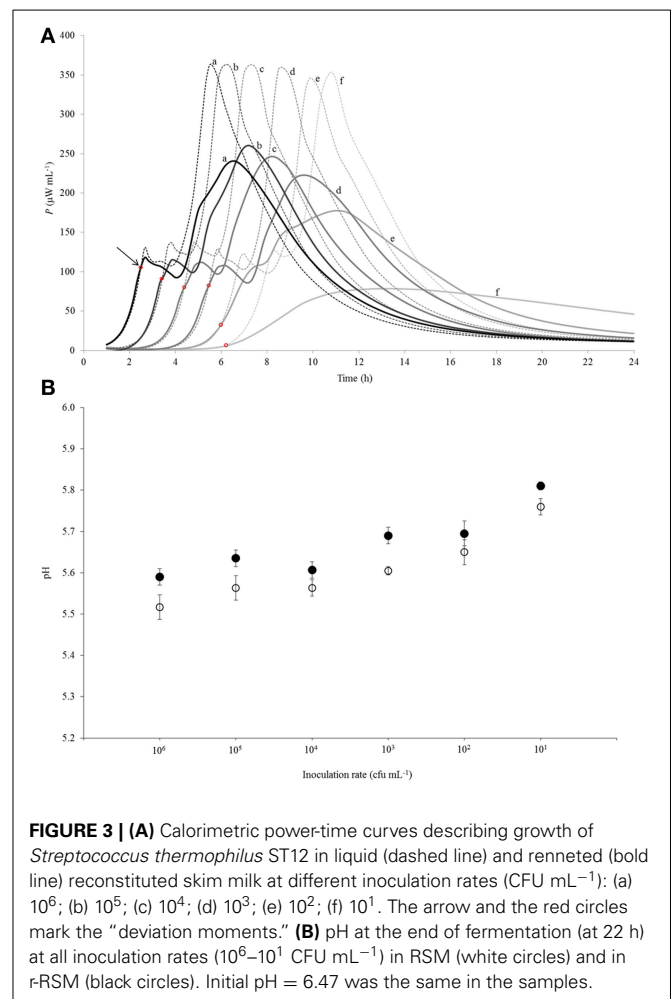 A
P (μW mL⁻¹)
400
350
300
250
200
150
100
50
0
a
b
c
d
e
f
a
b
c
d
e
f
0 2 4 6 8 10 12 14 16 18 20 22 24
Time (h)
B
pH
6.0
5.9
5.8
5.7
5.6
5.5
5.4
5.3
5.2
10⁶ 10⁵ 10⁴ 10³ 10² 10¹
Inoculation rate (cfu mL⁻¹)
FIGURE 3 | (A) Calorimetric power-time curves describing growth of
Streptococcus thermophilus ST12 in liquid (dashed line) and renneted (bold
line) reconstituted skim milk at different inoculation rates (CFU mL⁻¹): (a)
10⁶; (b) 10⁵; (c) 10⁴; (d) 10³; (e) 10²; (f) 10¹. The arrow and the red circles
mark the “deviation moments.” (B) pH at the end of fermentation (at 22 h)
at all inoculation rates (10⁶–10¹ CFU mL⁻¹) in RSM (white circles) and in
r-RSM (black circles). Initial pH = 6.47 was the same in the samples.